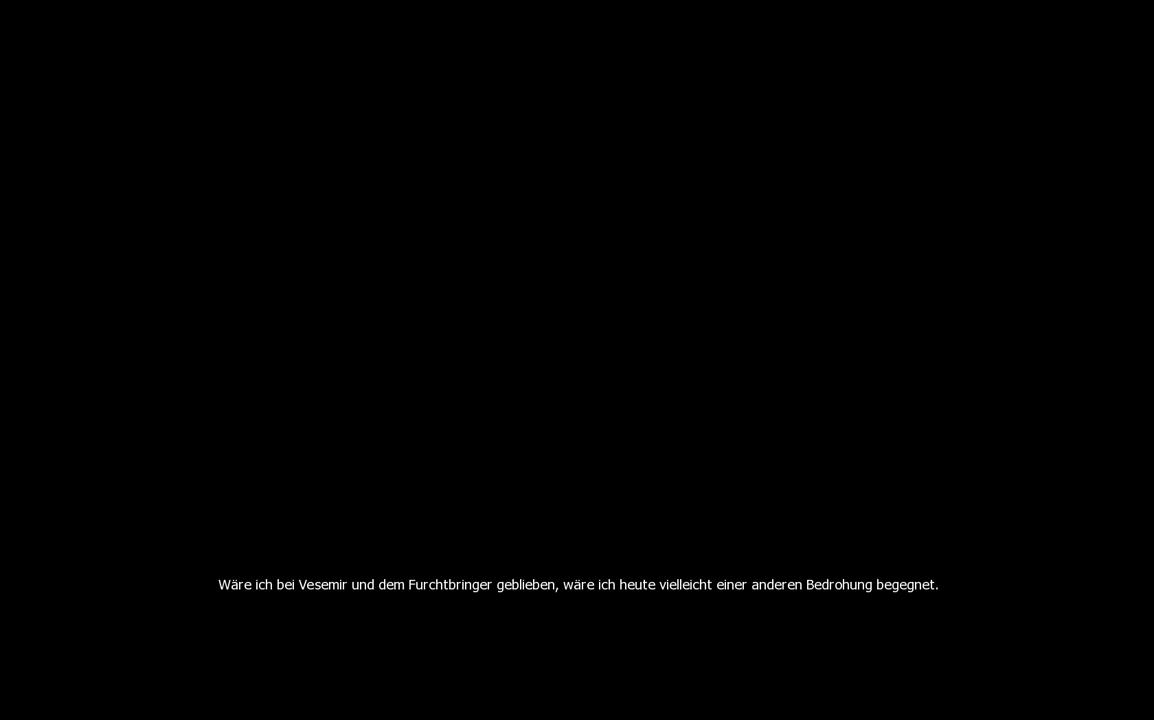 Wäre ich bei Vesemir und dem Furchtbringer geblieben, wäre ich heute vielleicht einer anderen Bedrohung begegnet.